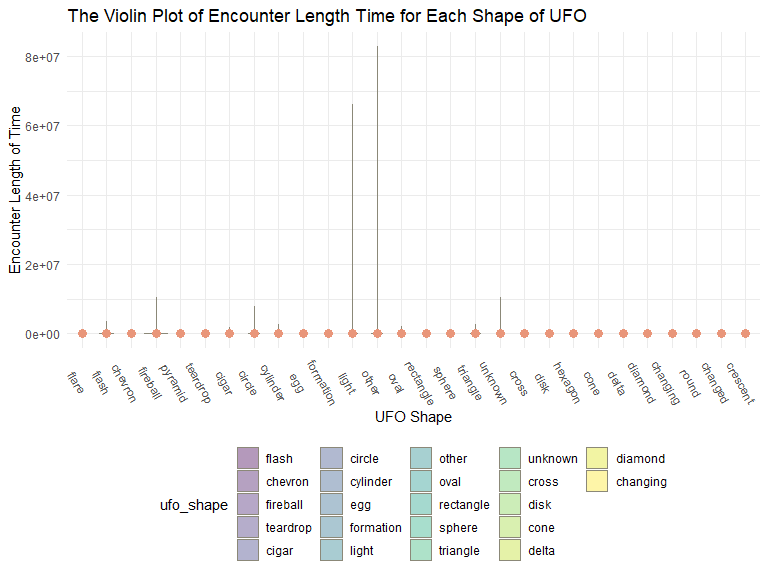 The Violin Plot of Encounter Length Time for Each Shape of UFO
Encounter Length of Time
8e+07
6e+07
4e+07
2e+07
0e+00
flare
flash
chevron
fireball
pyramid
teardrop
cigar
circle
cylinder
egg
formation
light
other
oval
rectangle
sphere
triangle
unknown
cross
disk
hexagon
cone
delta
diamond
changing
round
changed
crescent
UFO Shape
ufo_shape
flash
chevron
fireball
teardrop
cigar
circle
cylinder
egg
formation
light
other
oval
rectangle
sphere
triangle
unknown
cross
disk
cone
delta
diamond
changing